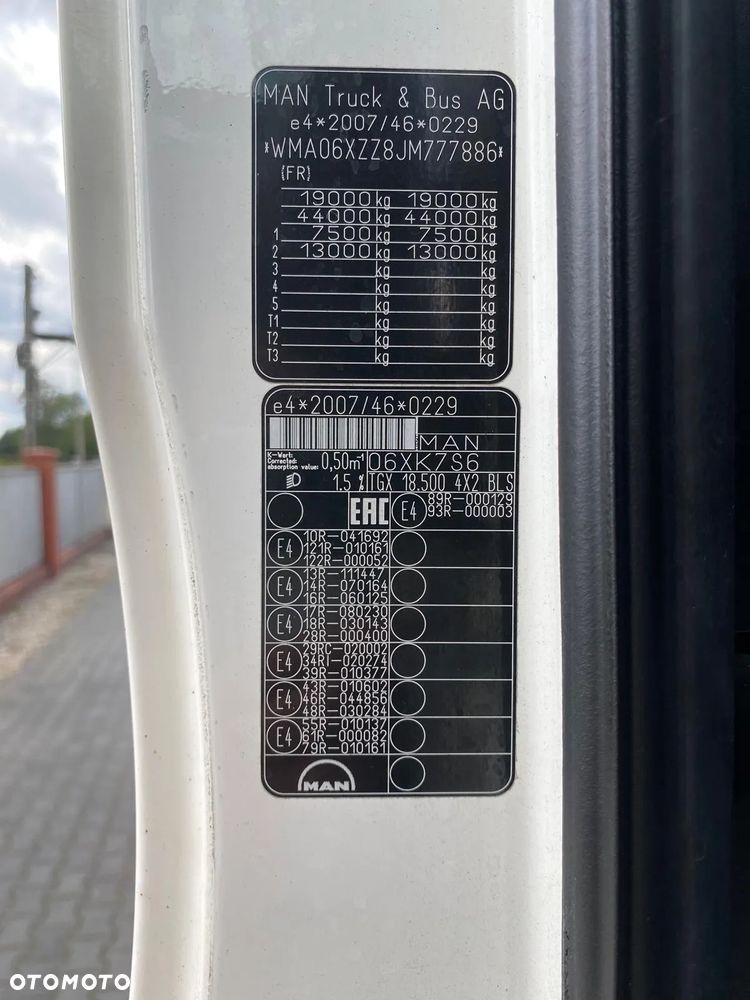 MAN Truck & Bus AG
e4*2007/46*0229
*WMA06XZZ8JM777886*
(FR)
19000 kg 19000 kg
44000 kg 44000 kg
1 7500 kg 7500 kg
2 13000 kg 13000 kg
3 kg kg
4 kg kg
5 kg kg
T1 kg kg
T2 kg kg
T3 kg kg
e4*2007/46*0229
MAN
K-Wert:
Corrected
absorption value: 0,50m-1 06XK7S6
1.5 % TGX 18.500 4X2 BLS
EAC E4 89R-000129
93R-000003
E4 10R-041692
121R-010161
122R-000052
E4 13R-111447
14R-070164
16R-060125
E4 17R-080230
18R-030143
28R-000400
E4 29RC-020002
34RI-020274
39R-010377
E4 43R-010602
46R-044856
48R-030284
E4 55R-010137
61R-000082
79R-010161
MAN
OTOMOTO